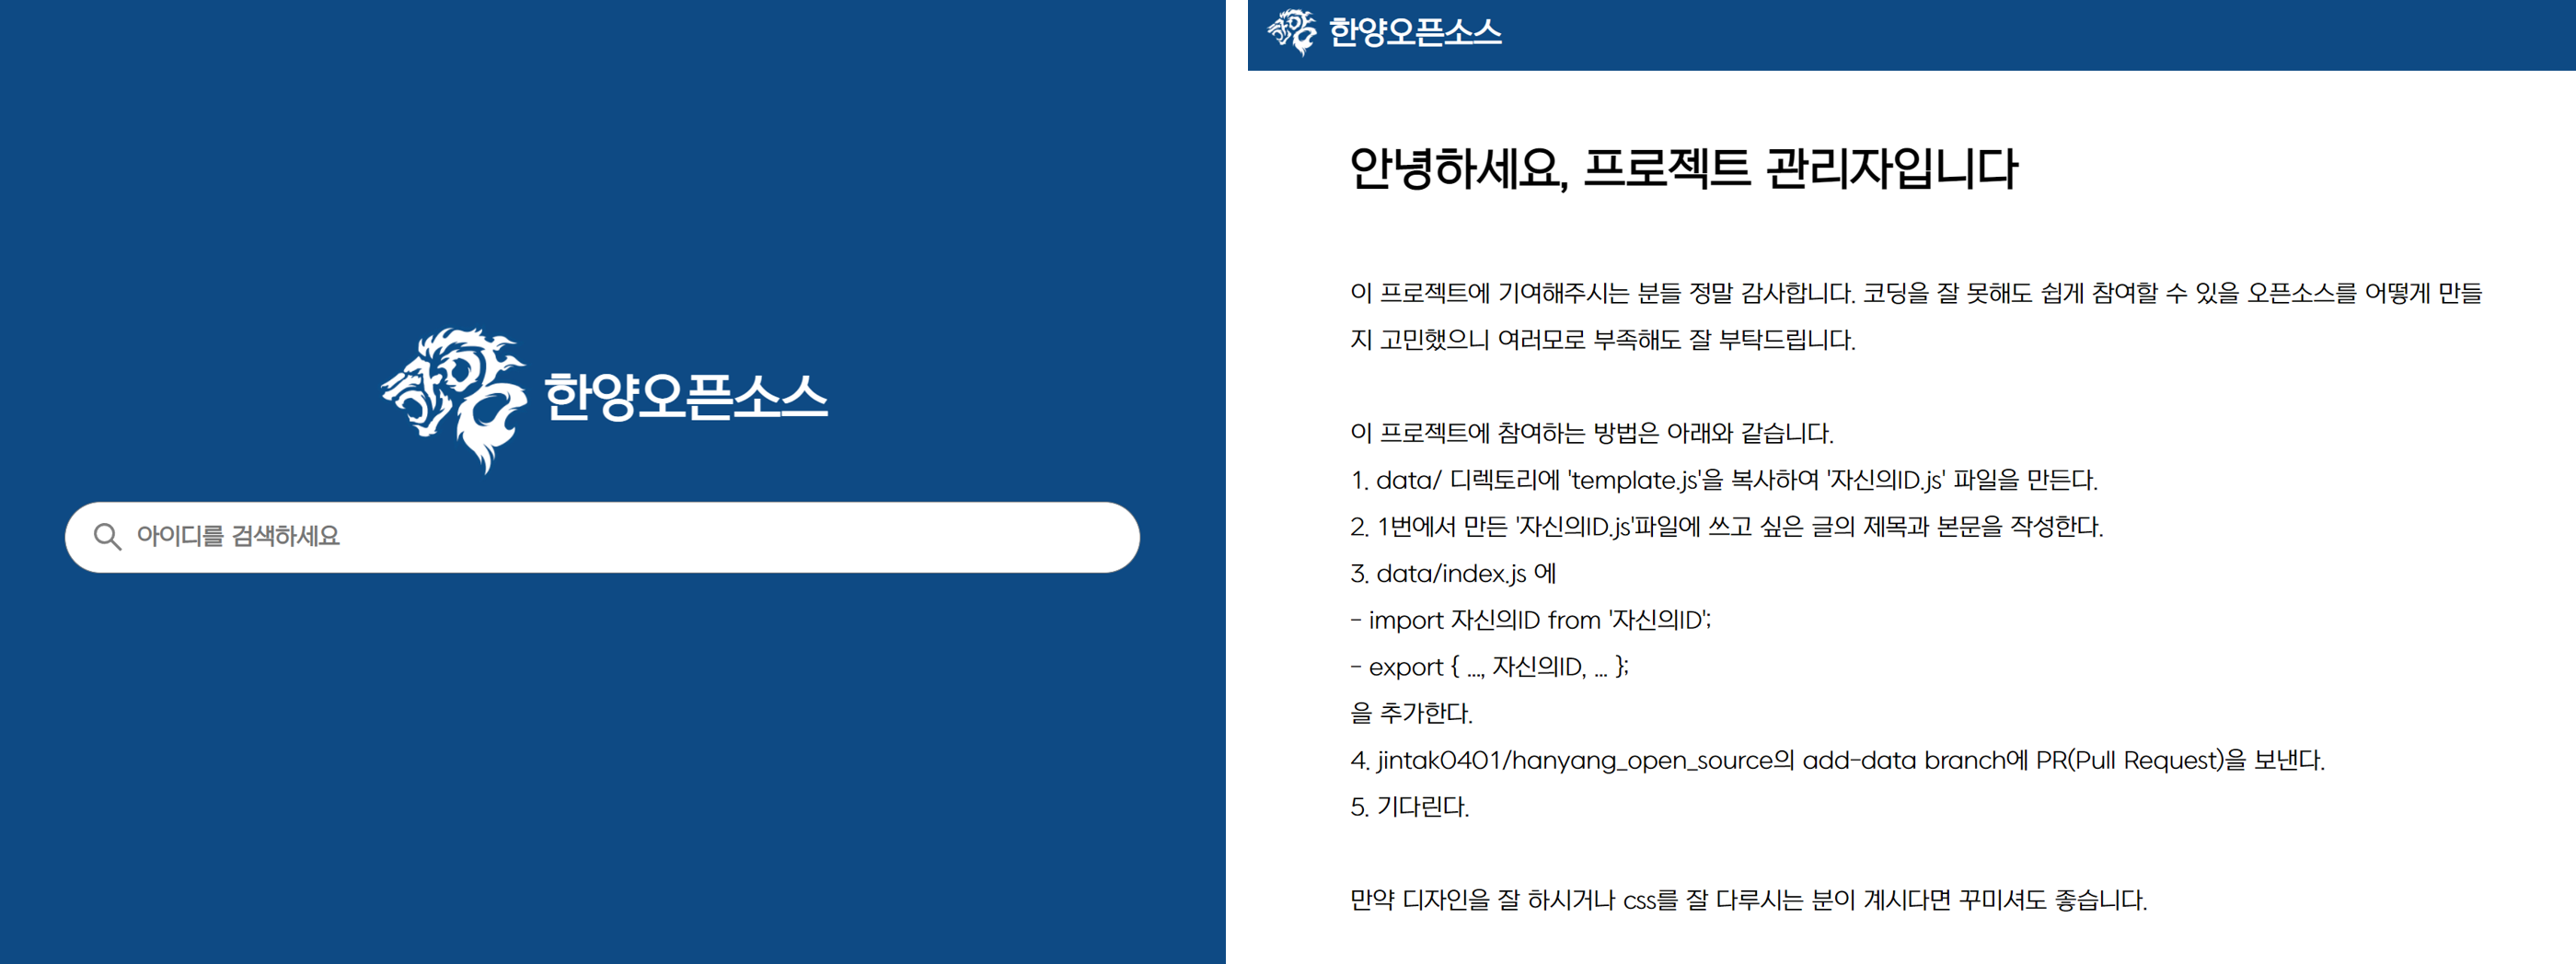 한양오픈소스
아이디를 검색하세요
한양오픈소스
안녕하세요, 프로젝트 관리자입니다
이 프로젝트에 기여해주시는 분들 정말 감사합니다. 코딩을 잘 못해도 쉽게 참여할 수 있을 오픈소스를 어떻게 만들
지 고민했으니 여러모로 부족해도 잘 부탁드립니다.
이 프로젝트에 참여하는 방법은 아래와 같습니다.
1. data/ 디렉토리에 'template.js'을 복사하여 '자신의ID.js' 파일을 만든다.
2. 1번에서 만든 '자신의ID.js'파일에 쓰고 싶은 글의 제목과 본문을 작성한다.
3. data/index.js 에
- import 자신의ID from '자신의ID';
- export { ..., 자신의ID, ... };
을 추가한다.
4. jintak0401/hanyang_open_source의 add-data branch에 PR(Pull Request)을 보낸다.
5. 기다린다.
만약 디자인을 잘 하시거나 css를 잘 다루시는 분이 계시다면 꾸미셔도 좋습니다.